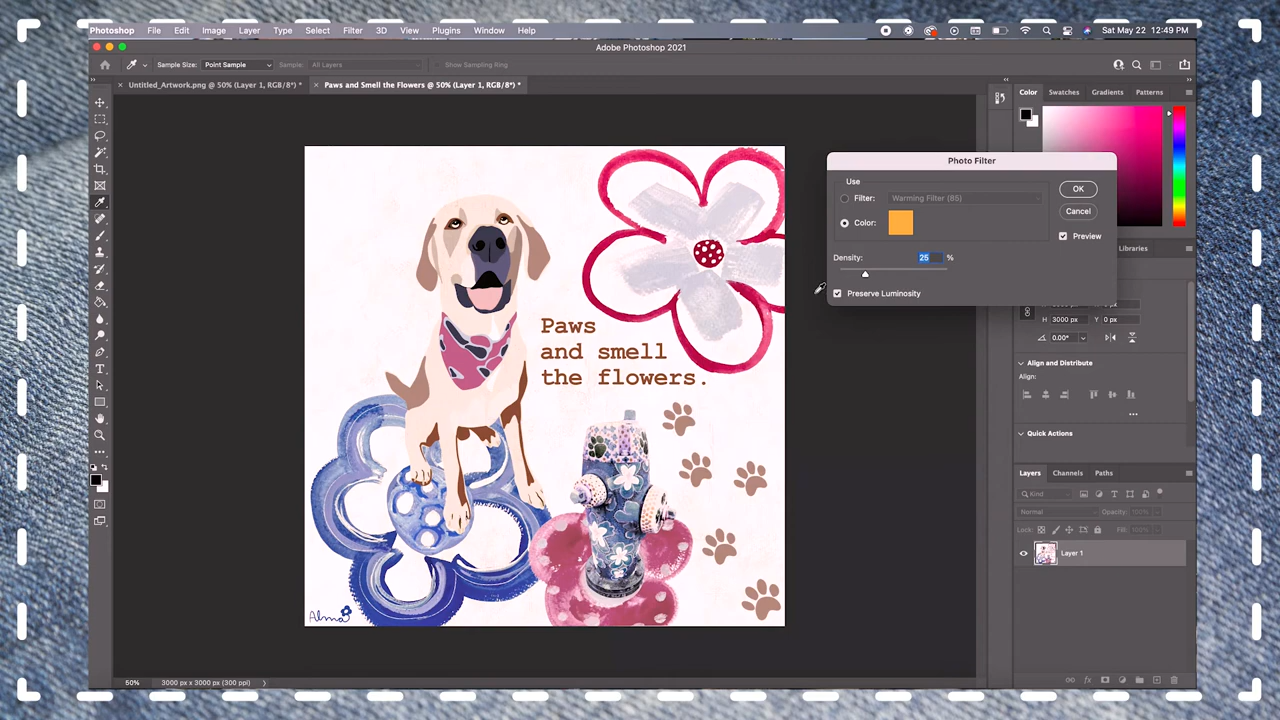 Photoshop File Edit Image Layer Type Select Filter 3D View Plugins Window Help Sat May 22 12:49 PM
Adobe Photoshop 2021
Sample Size: Point Sample Sample: All Layers Show Sampling Ring
Untitled_Artwork.png @ 50% (Layer 1, RGB/8*) * Paws and Smell the Flowers @ 50% (Layer 1, RGB/8*) *
Color Swatches Gradients Patterns
Photo Filter
Use
Filter: Warming Filter (85)
OK
Color:
Cancel
Preview
Density: 25 %
Preserve Luminosity
Libraries
H 3000 px Y 0 px
0.00°
Align and Distribute
Align:
Quick Actions
Layers Channels Paths
Kind
Normal Opacity: 100%
Lock: Fill: 100%
Layer 1
Paws
and smell
the flowers.
Alma
50% 3000 px x 3000 px (300 ppi)